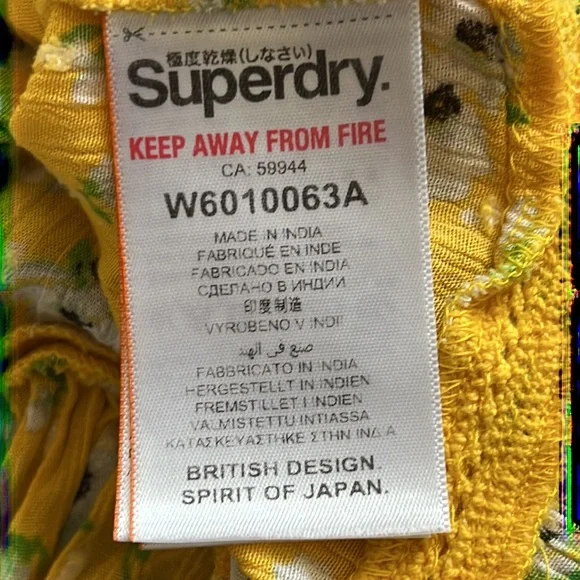 極度乾燥(しなさい)
Superdry.
KEEP AWAY FROM FIRE
CA: 59944
W6010063A
MADE IN INDIA
FABRIQUÉ EN INDE
FABRICADO EN INDIA
СДЕЛАНО В ИНДИИ
印度制造
VYROBENO V INDII
صنع في الهند
FABBRICATO IN INDIA
HERGESTELLT IN INDIEN
FREMSTILLET I INDIEN
VALMISTETTU INTIASSA
ΚΑΤΑΣΚΕΥΑΣΤΗΚΕ ΣΤΗΝ ΙΝΔΙΑ
BRITISH DESIGN.
SPIRIT OF JAPAN.